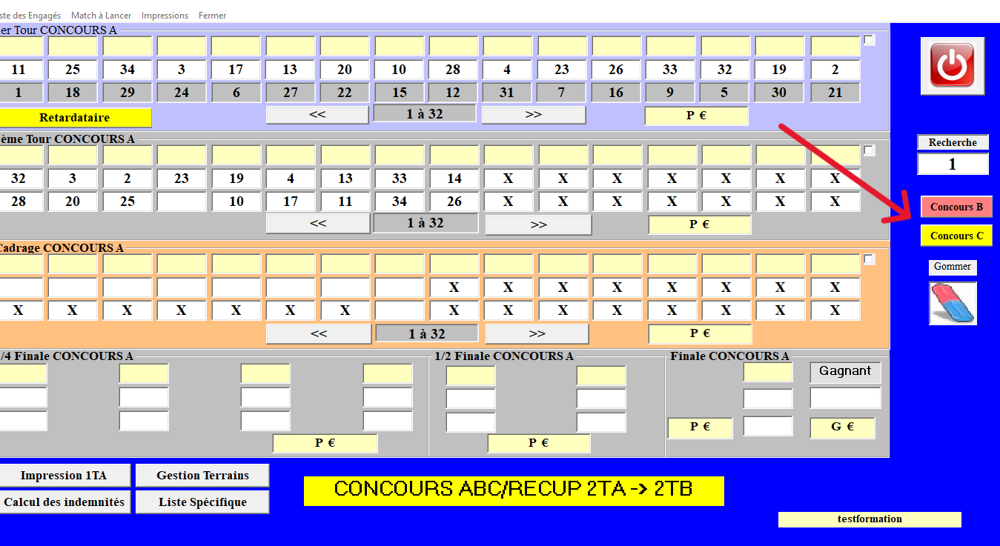 ste des Engagés Match à Lancer Impressions Fermer
er Tour CONCOURS A
11 25 34 3 17 13 20 10 28 4 23 26 33 32 19 2
1 18 29 24 6 27 22 15 12 31 7 16 9 5 30 21
Retardataire << 1 à 32 >> P €
ème Tour CONCOURS A
Recherche
1
32 3 2 23 19 4 13 33 14 X X X X X X X
28 20 25 10 17 11 34 26 X X X X X X X
<< 1 à 32 >> P €
Concours B
Concours C
Cadrage CONCOURS A
Gommer
X X X X X X X X
X X X X X X X X X X X X X X X
<< 1 à 32 >> P €
/4 Finale CONCOURS A
P €
1/2 Finale CONCOURS A
P €
Finale CONCOURS A
Gagnant
P € G €
Impression 1TA Gestion Terrains
Calcul des indemnités Liste Spécifique
CONCOURS ABC/RECUP 2TA -> 2TB
testformation